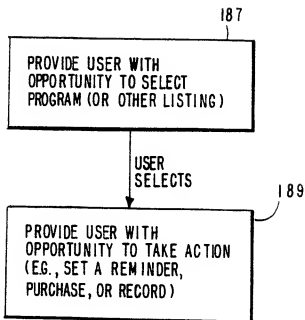 187
PROVIDE USER WITH
OPPORTUNITY TO SELECT
PROGRAM (OR OTHER LISTING)
USER
SELECTS
189
PROVIDE USER WITH
OPPORTUNITY TO TAKE ACTION
(E.G., SET A REMINDER,
PURCHASE, OR RECORD)